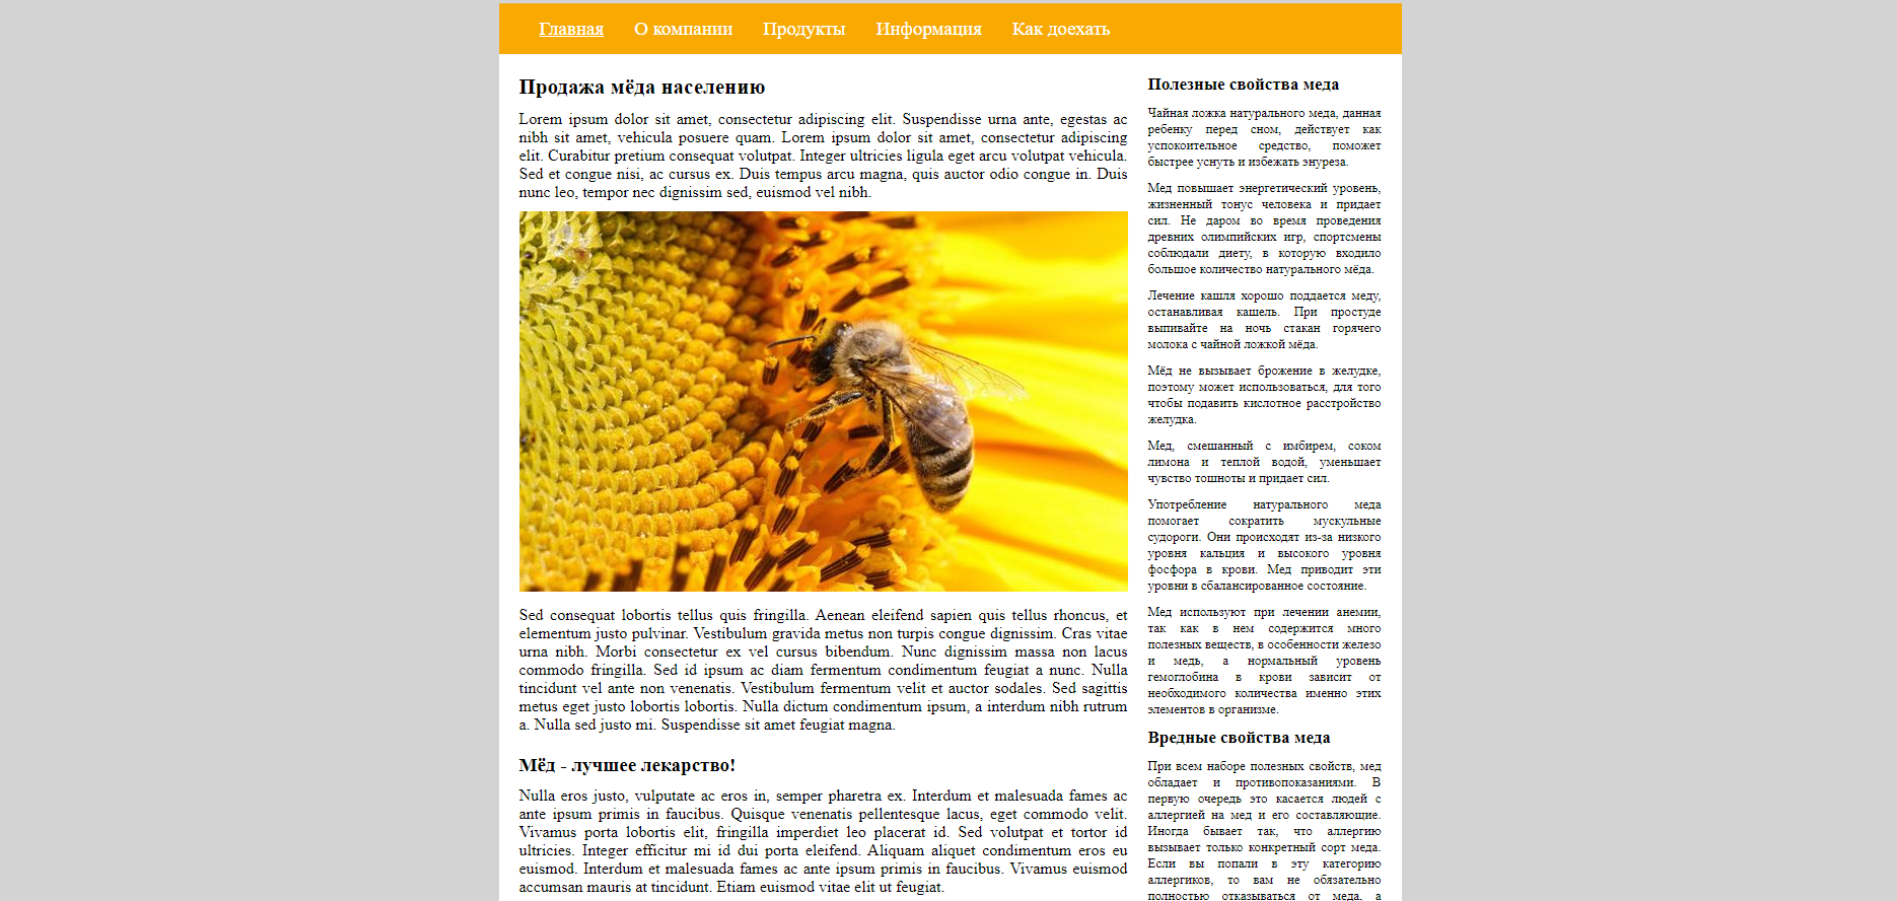 Главная О компании Продукты Информация Как доехать
Продажа мёда населению
Lorem ipsum dolor sit amet, consectetur adipiscing elit. Suspendisse urna ante, egestas ac
nibh sit amet, vehicula posuere quam. Lorem ipsum dolor sit amet, consectetur adipiscing
elit. Curabitur pretium consequat volutpat. Integer ultricies ligula eget arcu volutpat vehicula.
Sed et congue nisi, ac cursus ex. Duis tempus arcu magna, quis auctor odio congue in. Duis
nunc leo, tempor nec dignissim sed, euismod vel nibh.
Sed consequat lobortis tellus quis fringilla. Aenean eleifend sapien quis tellus rhoncus, et
elementum justo pulvinar. Vestibulum gravida metus non turpis congue dignissim. Cras vitae
urna nibh. Morbi consectetur ex vel cursus bibendum. Nunc dignissim massa non lacus
commodo fringilla. Sed id ipsum ac diam fermentum condimentum feugiat a nunc. Nulla
tincidunt vel ante non venenatis. Vestibulum fermentum velit et auctor sodales. Sed sagittis
metus eget justo lobortis lobortis. Nulla dictum condimentum ipsum, a interdum nibh rutrum
a. Nulla sed justo mi. Suspendisse sit amet feugiat magna.
Мёд - лучшее лекарство!
Nulla eros justo, vulputate ac eros in, semper pharetra ex. Interdum et malesuada fames ac
ante ipsum primis in faucibus. Quisque venenatis pellentesque lacus, eget commodo velit.
Vivamus porta lobortis elit, fringilla imperdiet leo placerat id. Sed volutpat et tortor id
ultricies. Integer efficitur mi id dui porta eleifend. Aliquam aliquet condimentum eros eu
euismod. Interdum et malesuada fames ac ante ipsum primis in faucibus. Vivamus euismod
accumsan mauris at tincidunt. Etiam euismod vitae elit ut feugiat.
Полезные свойства меда
Чайная ложка натурального меда, данная
ребенку перед сном, действует как
успокоительное средство, поможет
быстрее уснуть и избежать энуреза.
Мед повышает энергетический уровень,
жизненный тонус человека и придает
сил. Не даром во время проведения
древних олимпийских игр, спортсмены
соблюдали диету, в которую входило
большое количество натурального мёда.
Лечение кашля хорошо поддается меду,
останавливая кашель. При простуде
выпивайте на ночь стакан горячего
молока с чайной ложкой мёда.
Мёд не вызывает брожение в желудке,
поэтому может использоваться, для того
чтобы подавить кислотное расстройство
желудка.
Мед, смешанный с имбирем, соком
лимона и теплой водой, уменьшает
чувство тошноты и придает сил.
Употребление натурального меда
помогает сократить мускульные
судороги. Они происходят из-за низкого
уровня кальция и высокого уровня
фосфора в крови. Мед приводит эти
уровни в сбалансированное состояние.
Мед используют при лечении анемии,
так как в нем содержится много
полезных веществ, в особенности железо
и медь, а нормальный уровень
гемоглобина в крови зависит от
необходимого количества именно этих
элементов в организме.
Вредные свойства меда
При всем наборе полезных свойств, мед
обладает и противопоказаниями. В
первую очередь это касается людей с
аллергией на мед и его составляющие.
Иногда бывает так, что аллергию
вызывает только конкретный сорт меда.
Если вы попали в эту категорию
аллергиков, то вам не обязательно
полностью отказываться от меда, а